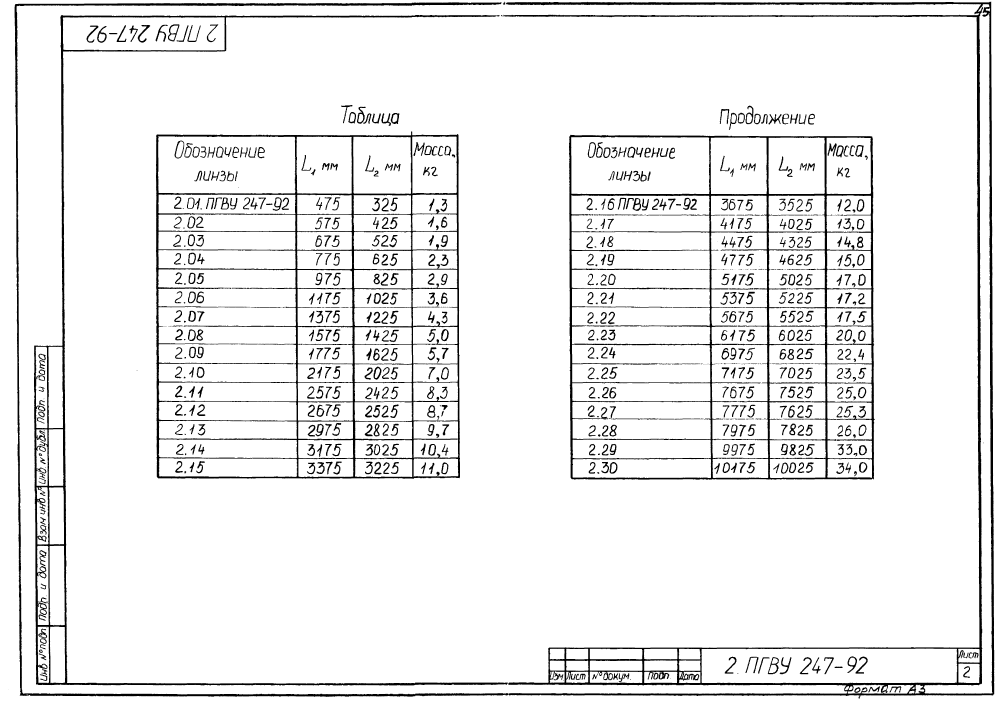 45
2 ПГВУ 247-92
Таблица
Обозначение линзы L1 мм L2 мм Масса, кг
2.01.ПГВУ 247-92 475 325 1,3
2.02 575 425 1,6
2.03 675 525 1,9
2.04 775 625 2,3
2.05 975 825 2,9
2.06 1175 1025 3,6
2.07 1375 1225 4,3
2.08 1575 1425 5,0
2.09 1775 1625 5,7
2.10 2175 2025 7,0
2.11 2575 2425 8,3
2.12 2675 2525 8,7
2.13 2975 2825 9,7
2.14 3175 3025 10,4
2.15 3375 3225 11,0
Продолжение
Обозначение линзы L1 мм L2 мм Масса, кг
2.16 ПГВУ 247-92 3675 3525 12,0
2.17 4175 4025 13,0
2.18 4475 4325 14,8
2.19 4775 4625 15,0
2.20 5175 5025 17,0
2.21 5375 5225 17,2
2.22 5675 5525 17,5
2.23 6175 6025 20,0
2.24 6975 6825 22,4
2.25 7175 7025 23,5
2.26 7675 7525 25,0
2.27 7775 7625 25,3
2.28 7975 7825 26,0
2.29 9975 9825 33,0
2.30 10175 10025 34,0
Инв №подл Подп и дата Взам инв № Инв № дубл Подп и дата
Изм Лист № докум. Подп Дата
2 ПГВУ 247-92
Лист
2
Формат А3